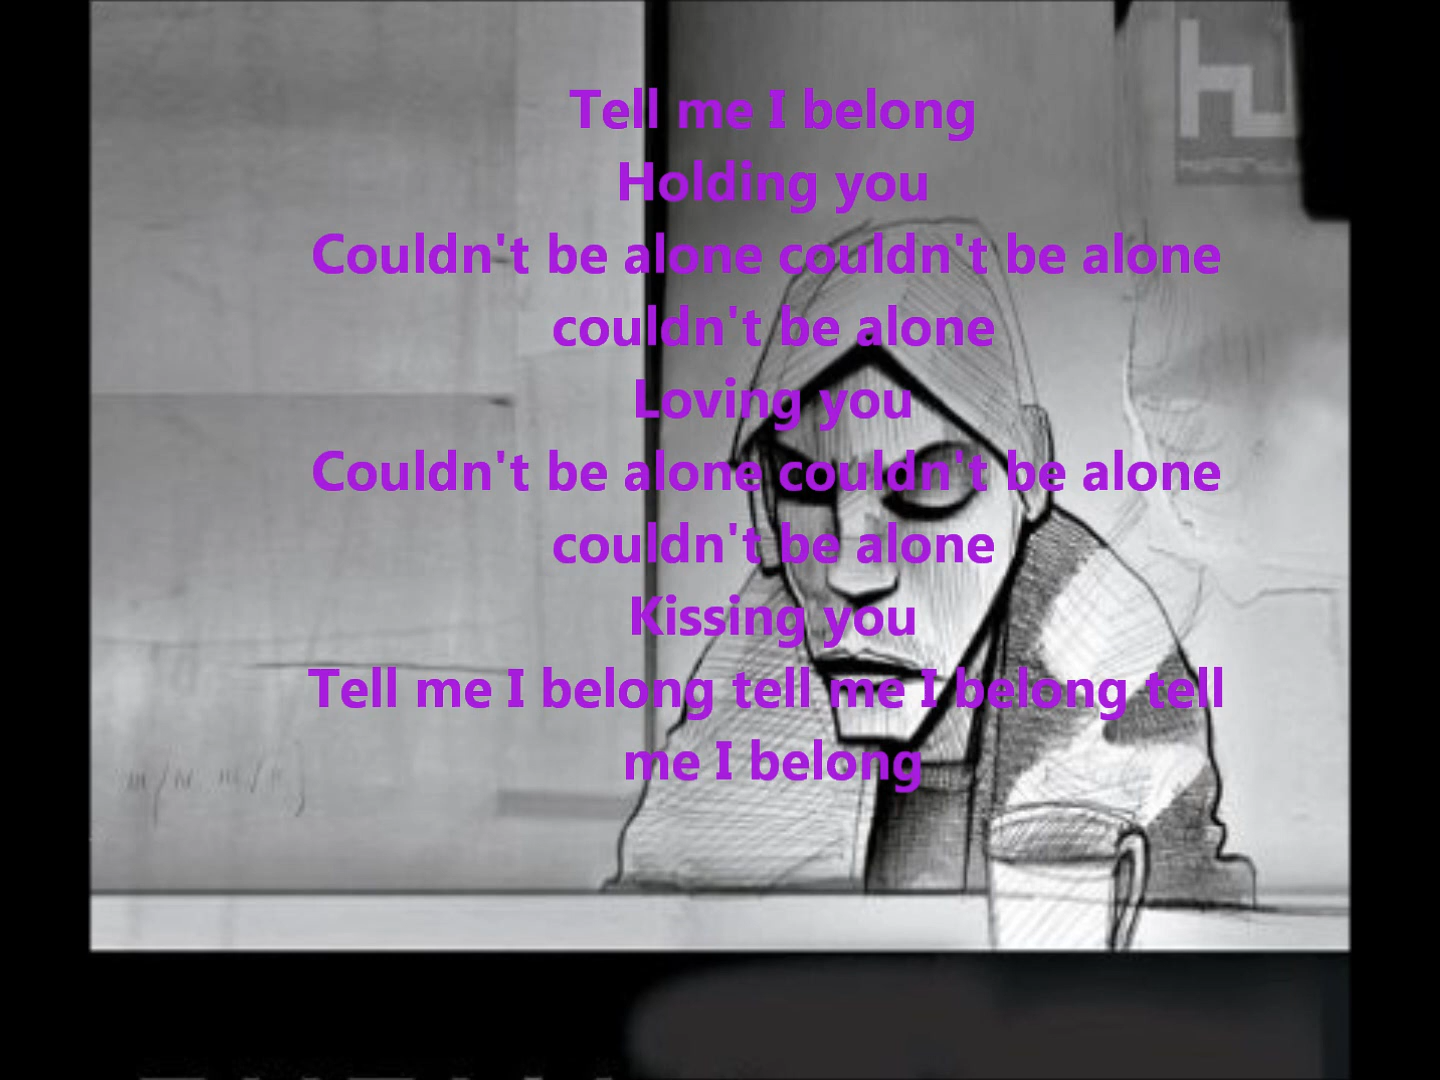 Tell me I belong
Holding you
Couldn't be alone couldn't be alone
couldn't be alone
Loving you
Couldn't be alone couldn't be alone
couldn't be alone
Kissing you
Tell me I belong tell me I belong tell
me I belong